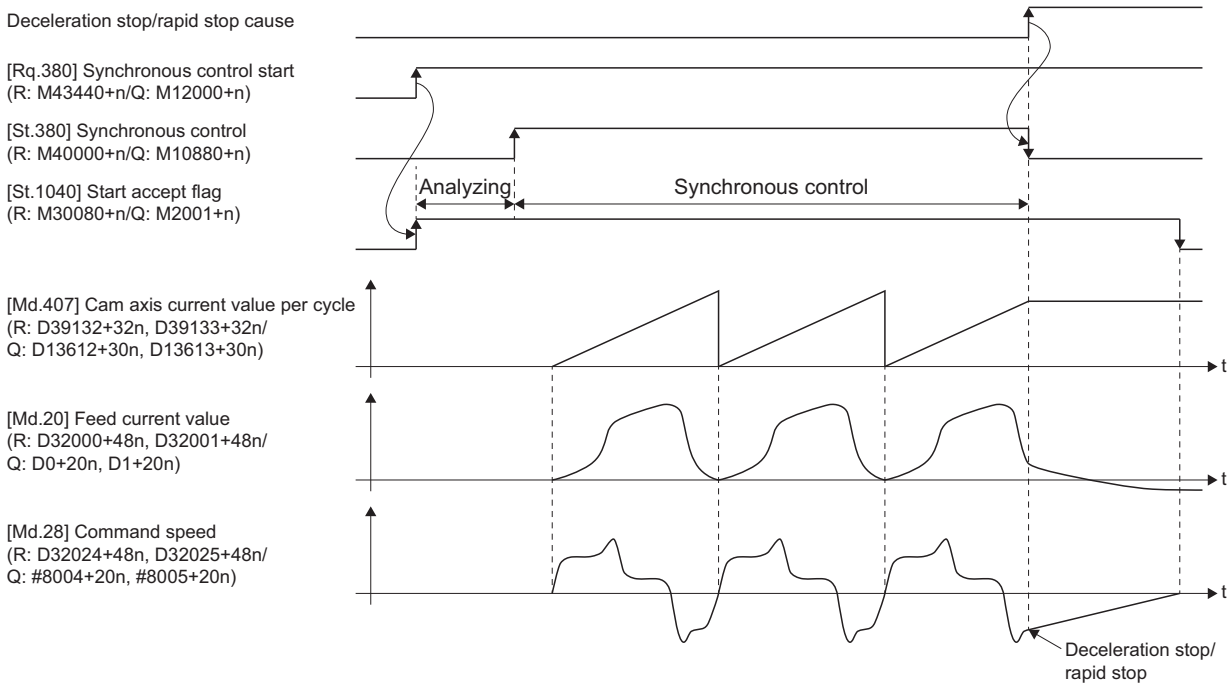 Deceleration stop/rapid stop cause
[Rq.380] Synchronous control start
(R: M43440+n/Q: M12000+n)
[St.380] Synchronous control
(R: M40000+n/Q: M10880+n)
[St.1040] Start accept flag
(R: M30080+n/Q: M2001+n)
Analyzing
Synchronous control
[Md.407] Cam axis current value per cycle
(R: D39132+32n, D39133+32n/
Q: D13612+30n, D13613+30n)
t
[Md.20] Feed current value
(R: D32000+48n, D32001+48n/
Q: D0+20n, D1+20n)
t
[Md.28] Command speed
(R: D32024+48n, D32025+48n/
Q: #8004+20n, #8005+20n)
t
Deceleration stop/
rapid stop